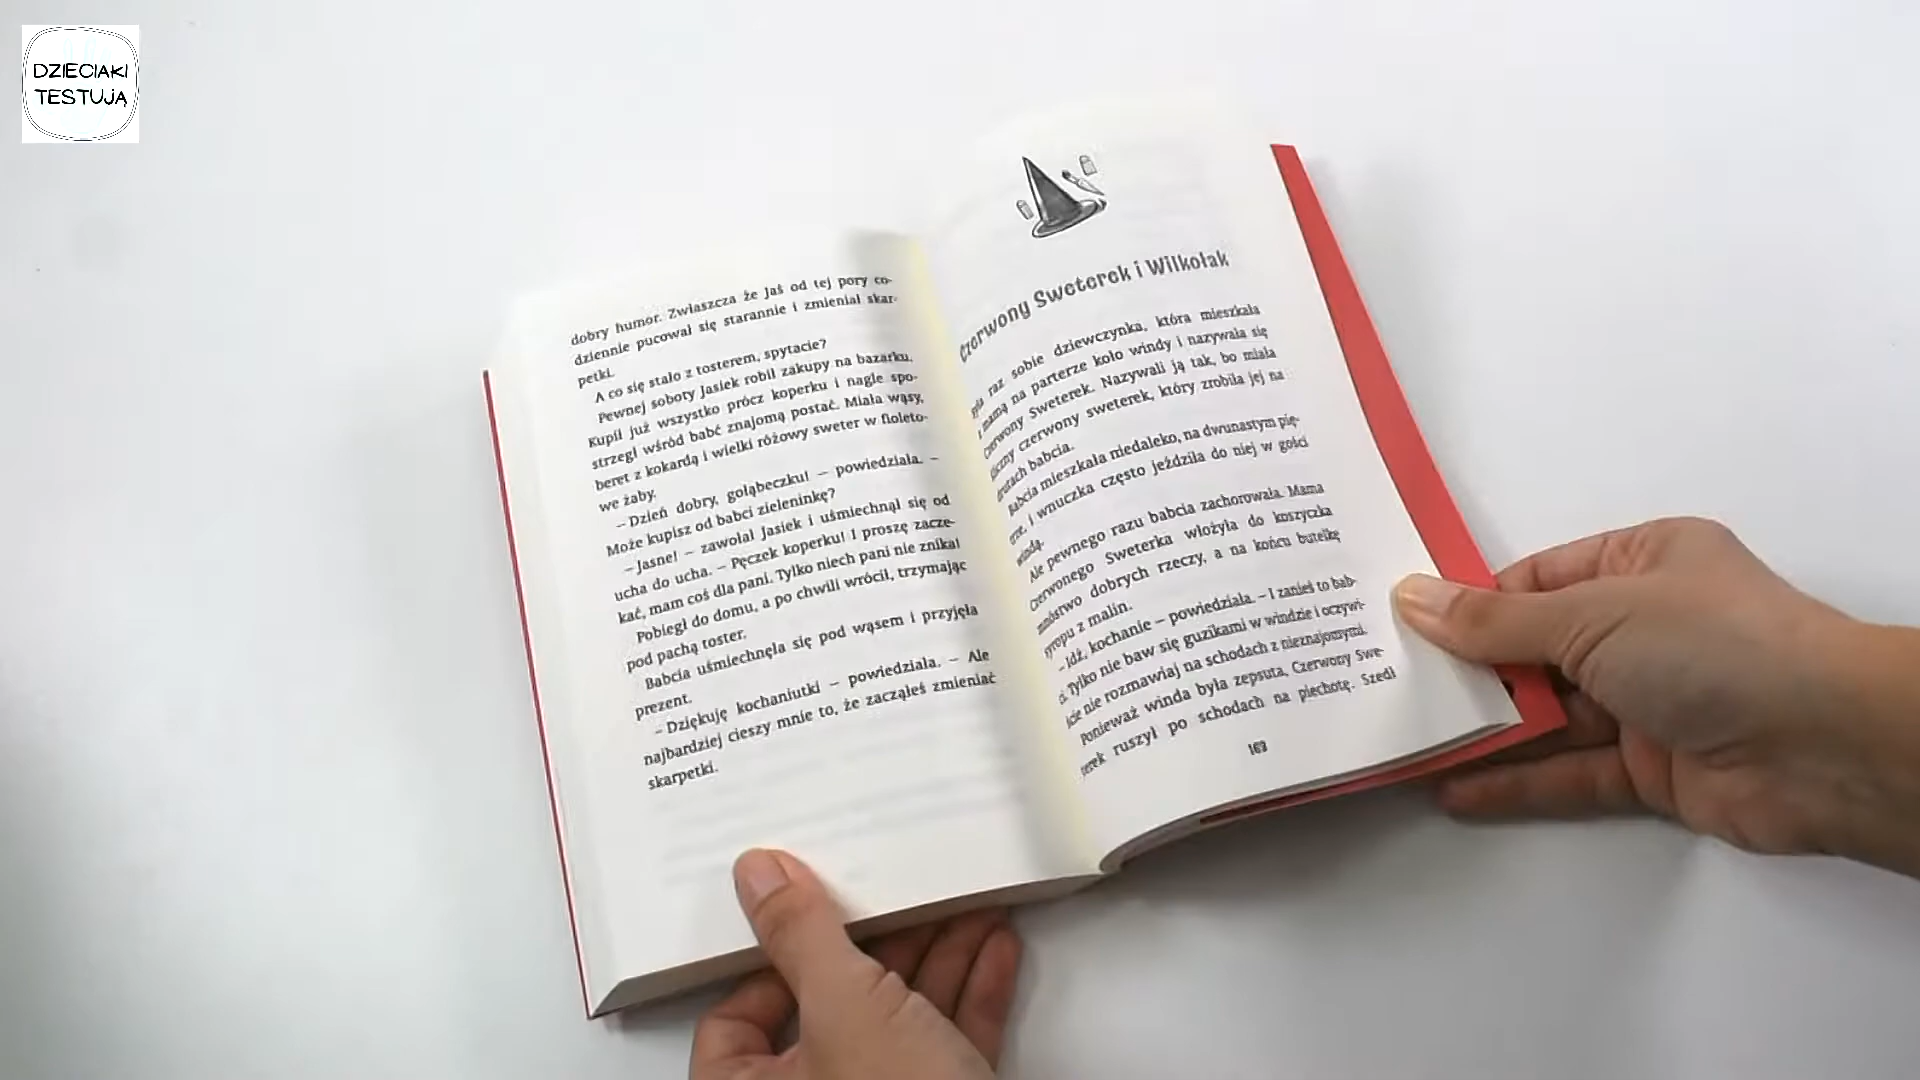 DZIECIAKI
TESTUJĄ
dobry humor. Zwłaszcza że Jaś od tej pory co-
dziennie pucował się starannie i zmieniał skar-
petki.
A co się stało z tosterem, spytacie?
Pewnej soboty Jasiek robił zakupy na bazarku.
Kupił już wszystko prócz koperku i nagle spo-
strzegł wśród babć znajomą postać. Miała wąsy,
beret z kokardą i wielki różowy sweter w fioleto-
we żaby.
– Dzień dobry, gołąbeczku! – powiedziała. –
Może kupisz od babci zieleninkę?
– Jasne! – zawołał Jasiek i uśmiechnął się od
ucha do ucha. – Pęczek koperku! I proszę zacze-
kać, mam coś dla pani. Tylko niech pani nie znika!
Pobiegł do domu, a po chwili wrócił, trzymając
pod pachą toster.
Babcia uśmiechnęła się pod wąsem i przyjęła
prezent.
– Dziękuję kochaniutki – powiedziała. – Ale
najbardziej cieszy mnie to, że zacząłeś zmieniać
skarpetki.
Czerwony Sweterek i Wilkołak
raz sobie dziewczynka, która mieszkała
z mamą na parterze koło windy i nazywała się
Czerwony Sweterek. Nazywali ją tak, bo miała
śliczny czerwony sweterek, który zrobiła jej na
drutach babcia.
Babcia mieszkała niedaleko, na dwunastym pię-
trze, i wnuczka często jeździła do niej w gości
windą.
Ale pewnego razu babcia zachorowała. Mama
Czerwonego Sweterka włożyła do koszyczka
mnóstwo dobrych rzeczy, a na końcu butelkę
syropu z malin.
– Idź, kochanie – powiedziała. – I zanieś to bab-
ci. Tylko nie baw się guzikami w windzie i oczywi-
ście nie rozmawiaj na schodach z nieznajomymi.
Ponieważ winda była zepsuta, Czerwony Swe-
terek ruszył po schodach na piechotę. Szedł
163